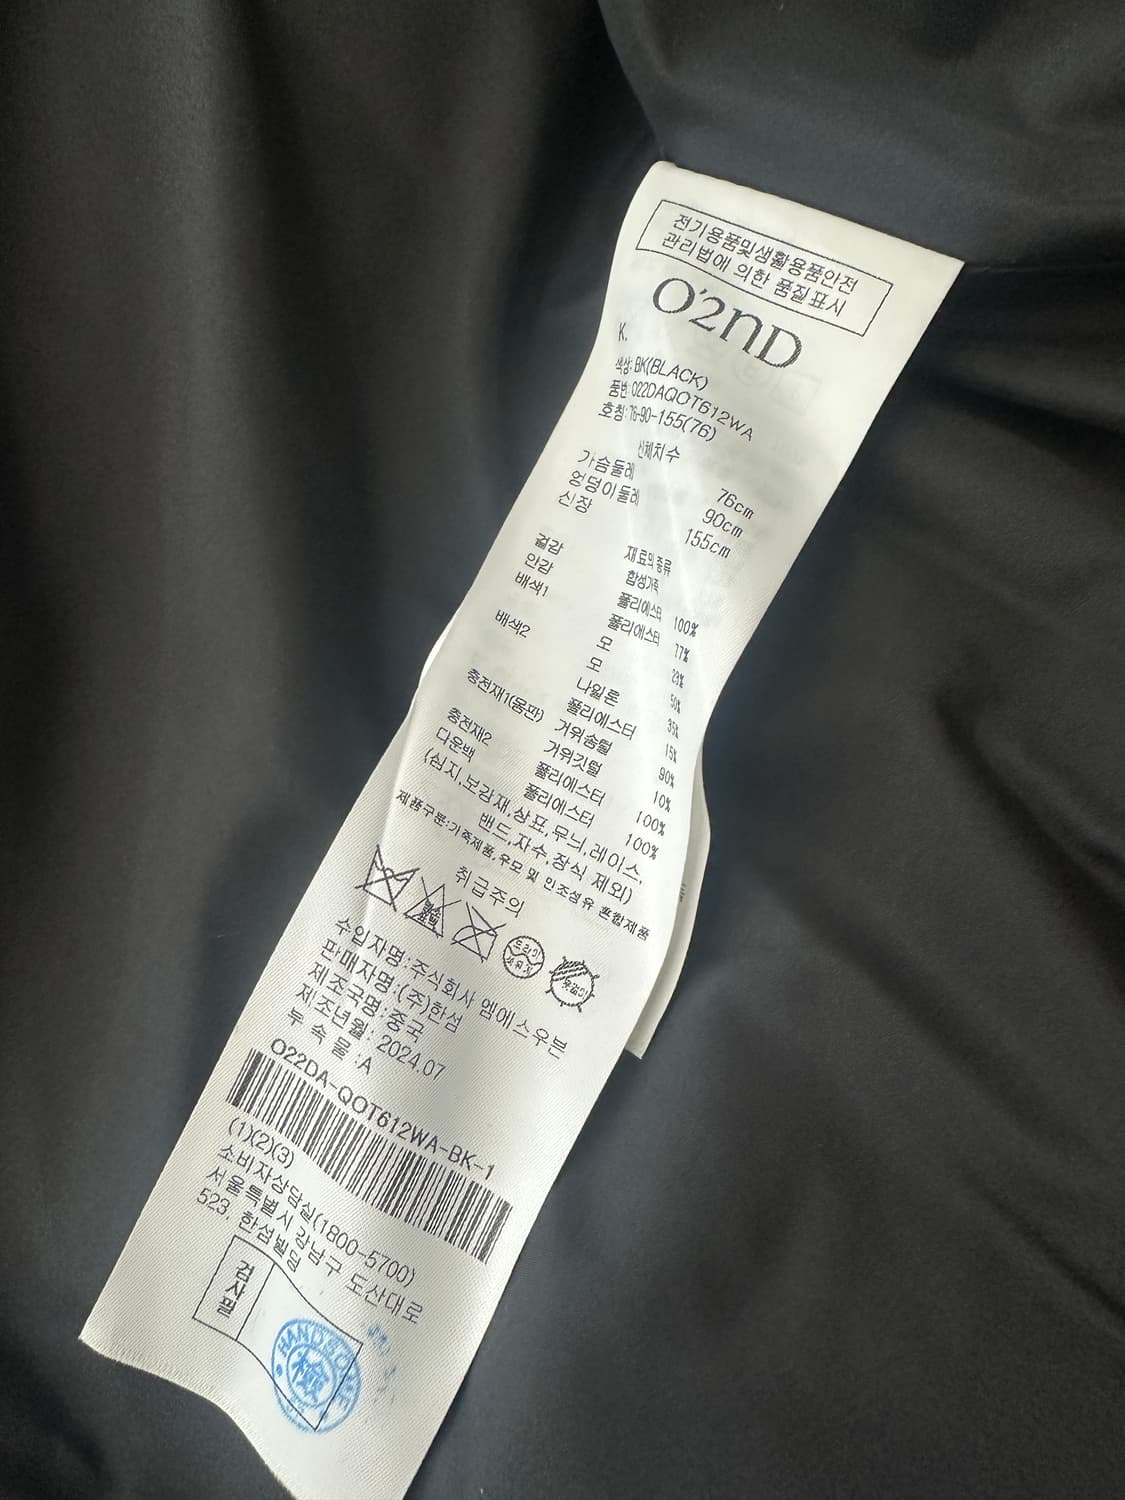 전기용품및생활용품안전
관리법에 의한 품질표시
O'2ND
K.
색상: BK(BLACK)
품번: O22DAQOT612WA
호칭: 76-90-155(76)
신체치수
가슴둘레 76cm
엉덩이둘레 90cm
신장 155cm
재료의종류
겉감 합성가죽
안감 폴리에스터 100%
배색1 폴리에스터 77%
모 23%
배색2 모 50%
나일론 35%
폴리에스터 15%
충전재1(몸판) 거위솜털 90%
거위깃털 10%
충전재2 폴리에스터 100%
다운백 폴리에스터 100%
(심지,보강재,상표,무늬,레이스,
밴드,자수,장식 제외)
제품구분:가죽제품,우모 및 인조섬유 혼합제품
취급주의
드라이
옷걸이
수입자명:주식회사 엠에스우븐
판매자명:(주)한섬
제조국명:중국
제조년월: 2024.07
부 속 물 :A
O22DA-QOT612WA-BK-1
(1)(2)(3)
소비자상담실(1800-5700)
서울특별시 강남구 도산대로
523, 한섬빌딩
검사필
HANDSOME